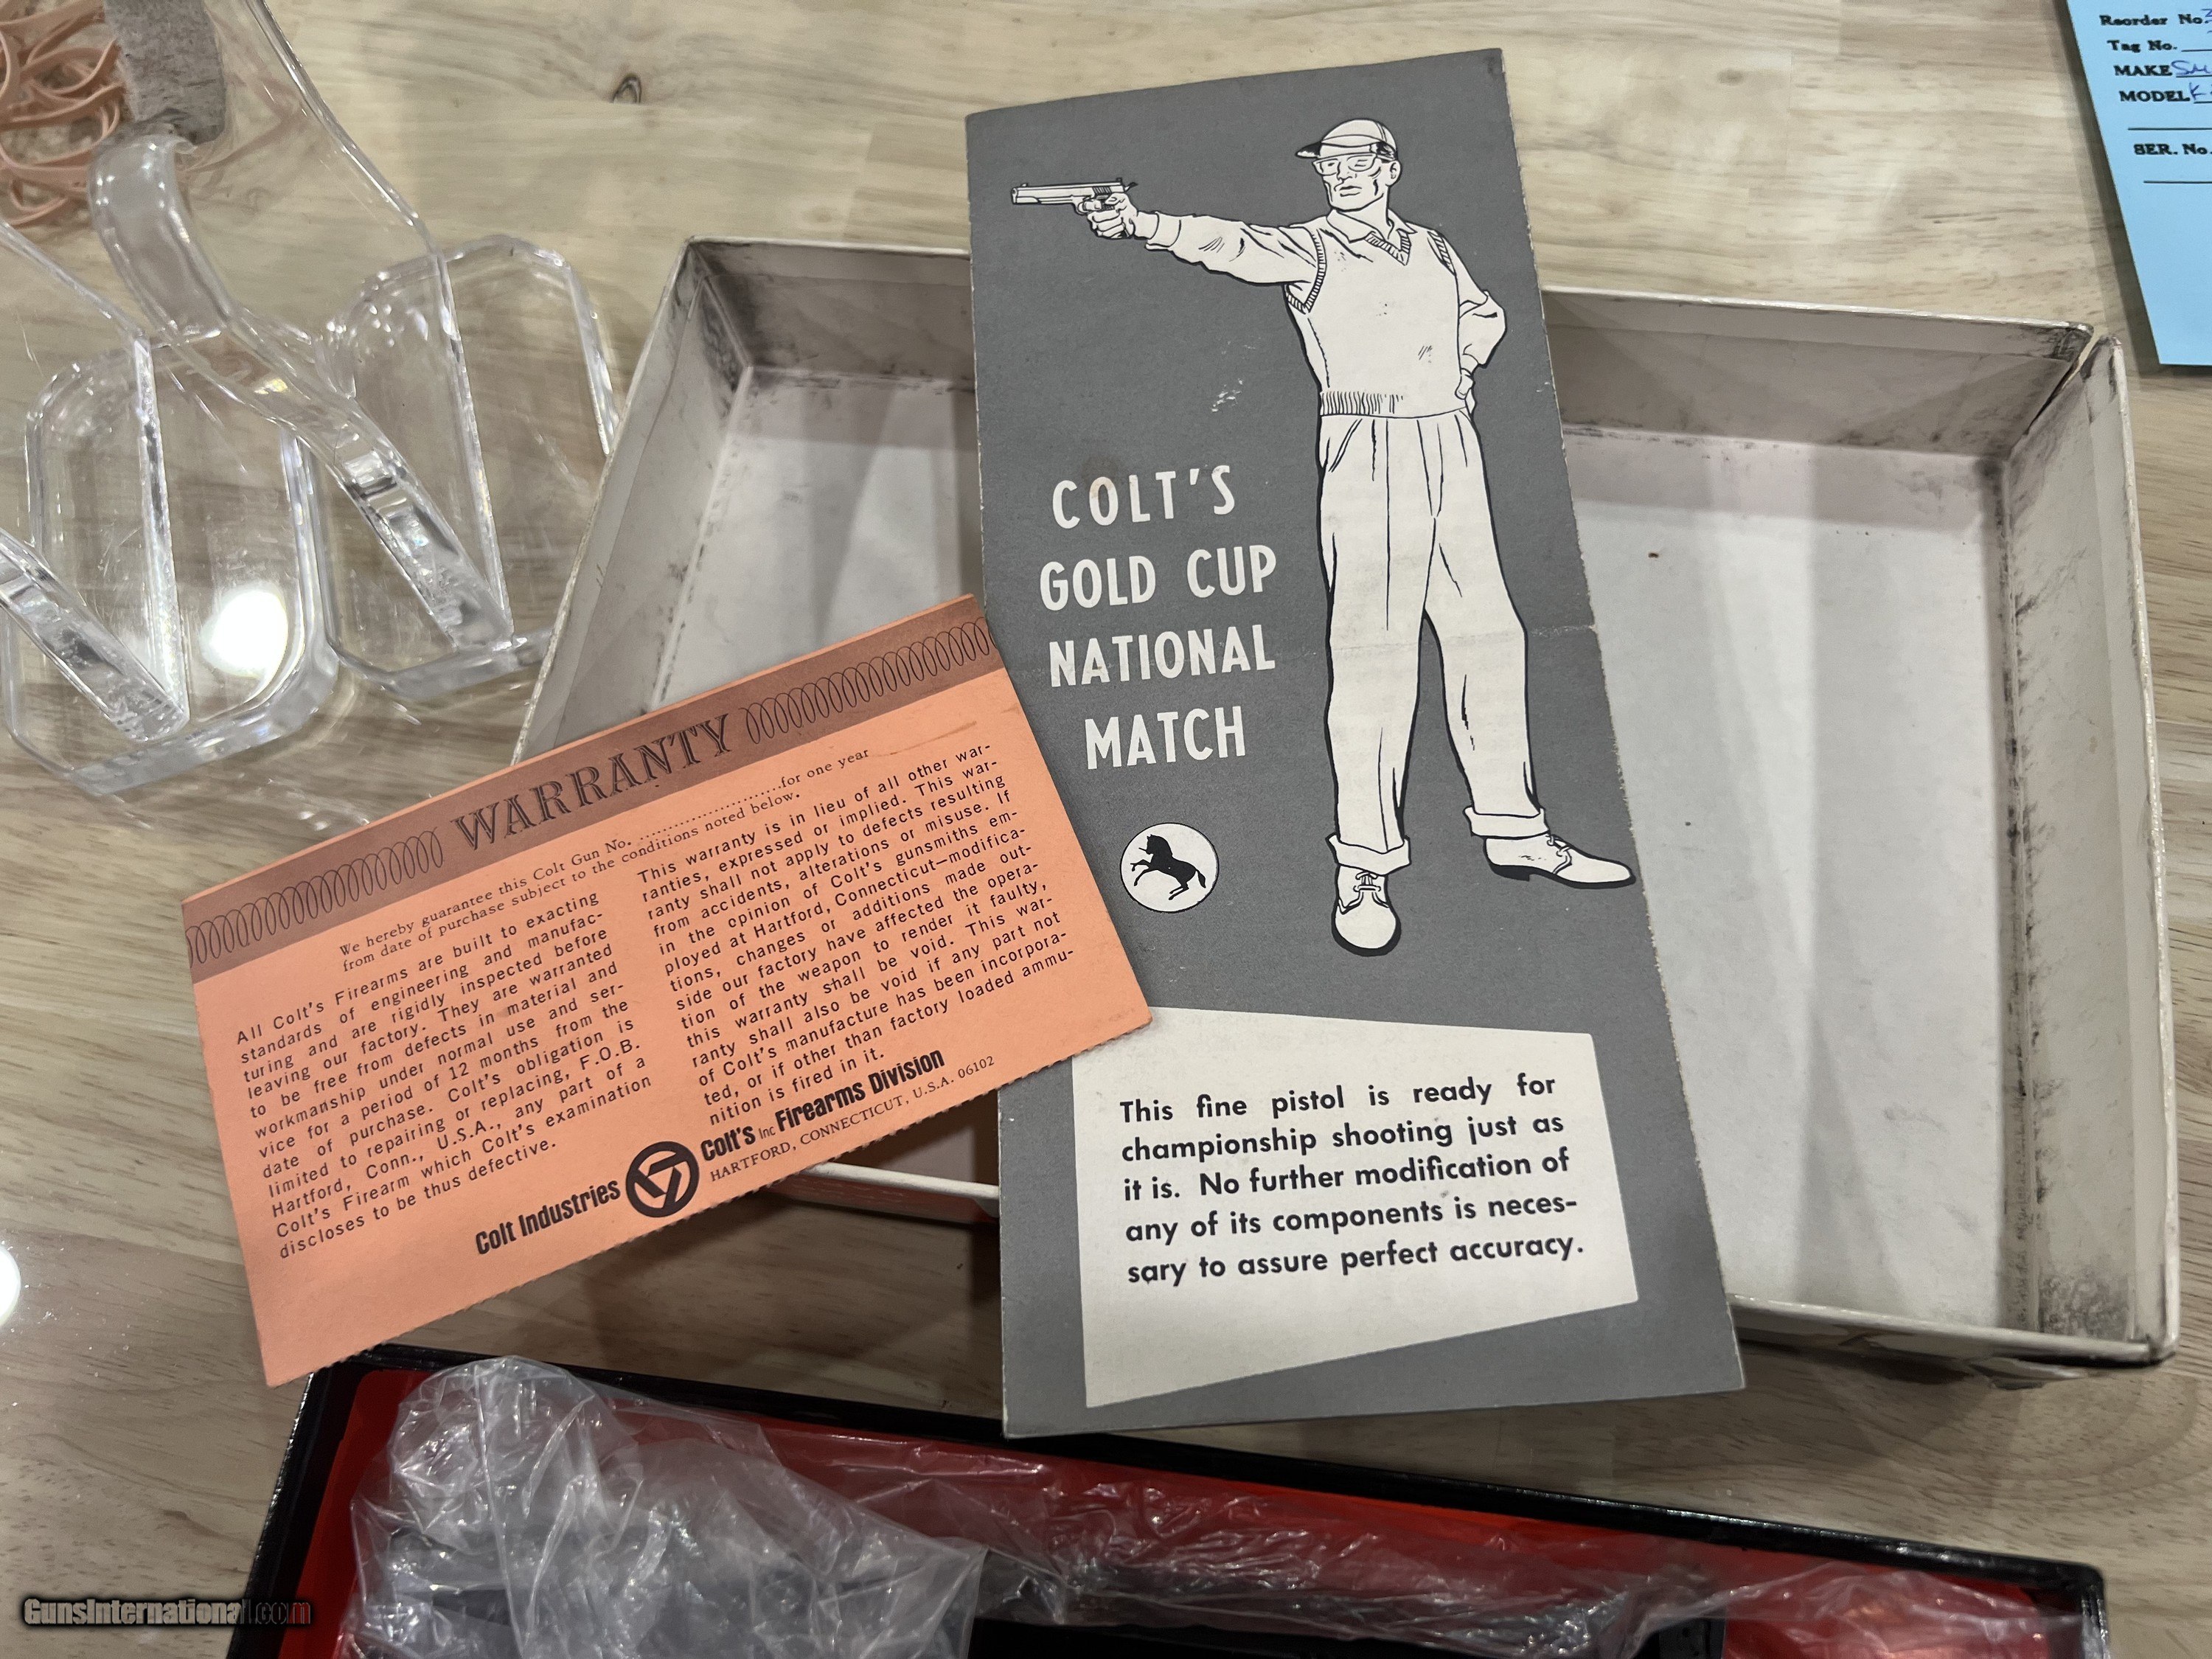 Reorder No.
Tag No.
MAKE
MODEL
SER. No.
COLT'S
GOLD CUP
NATIONAL
MATCH
This fine pistol is ready for
championship shooting just as
it is. No further modification of
any of its components is neces-
sary to assure perfect accuracy.
WARRANTY
We hereby guarantee this Colt Gun No. ........................for one year
from date of purchase subject to the conditions noted below.
All Colt's Firearms are built to exacting
standards of engineering and manufac-
turing and are rigidly inspected before
leaving our factory. They are warranted
to be free from defects in material and
workmanship under normal use and ser-
vice for a period of 12 months from the
date of purchase. Colt's obligation is
limited to repairing or replacing, F.O.B.
Hartford, Conn., U.S.A., any part of a
Colt's Firearm which Colt's examination
discloses to be thus defective.
This warranty is in lieu of all other war-
ranties, expressed or implied. This war-
ranty shall not apply to defects resulting
from accidents, alterations or misuse. If
in the opinion of Colt's gunsmiths em-
ployed at Hartford, Connecticut—modifica-
tions, changes or additions made out-
side our factory have affected the opera-
tion of the weapon to render it faulty,
this warranty shall be void. This war-
ranty shall also be void if any part not
of Colt's manufacture has been incorpora-
ted, or if other than factory loaded ammu-
nition is fired in it.
Colt Industries
Colt's Inc Firearms Division
HARTFORD, CONNECTICUT, U.S.A. 06102
GunsInternational.com